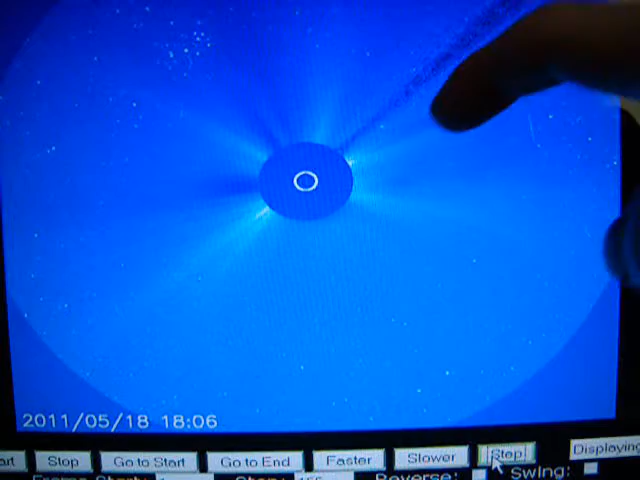 2011/05/18 18:06
Stop Go to Start Go to End Faster Slower Step Displaying
Reverse: Swing: